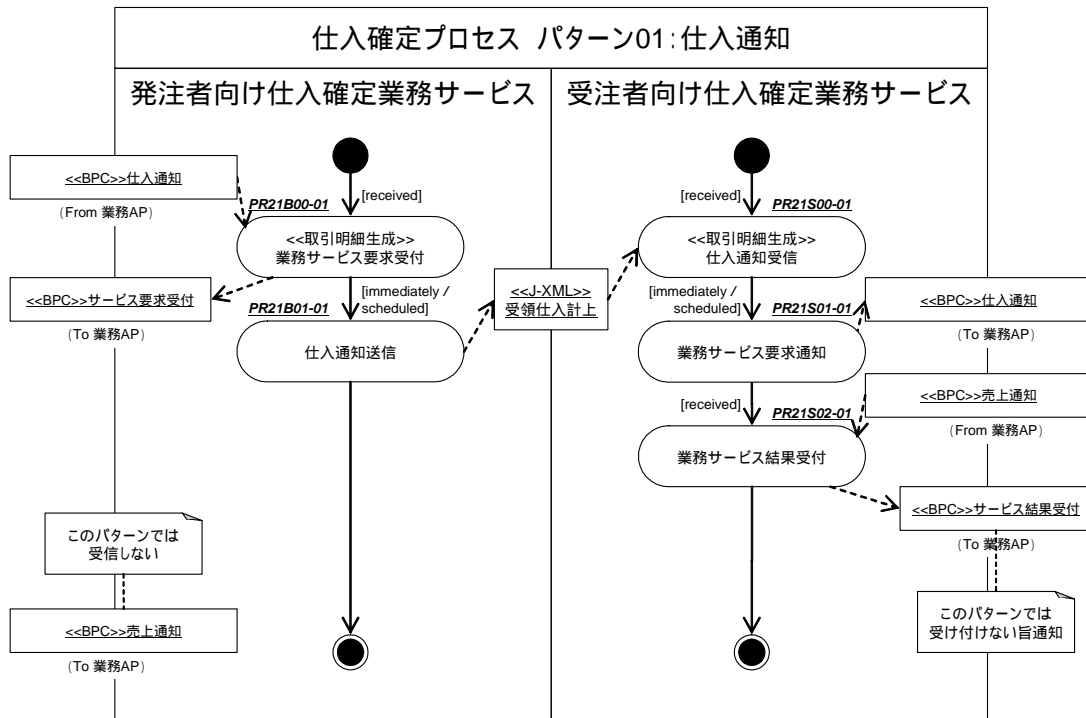 仕入確定プロセス パターン01:仕入通知
発注者向け仕入確定業務サービス
受注者向け仕入確定業務サービス
<<BPC>>仕入通知
(From 業務AP)
[received]
PR21B00-01
<<取引明細生成>>
業務サービス要求受付
<<BPC>>サービス要求受付
(To 業務AP)
[immediately /
scheduled]
PR21B01-01
仕入通知送信
<<J-XML>>
受領仕入計上
このパターンでは
受信しない
<<BPC>>売上通知
(To 業務AP)
[received]
PR21S00-01
<<取引明細生成>>
仕入通知受信
[immediately /
scheduled]
PR21S01-01
<<BPC>>仕入通知
(To 業務AP)
業務サービス要求通知
<<BPC>>売上通知
(From 業務AP)
[received]
PR21S02-01
業務サービス結果受付
<<BPC>>サービス結果受付
(To 業務AP)
このパターンでは
受け付けない旨通知